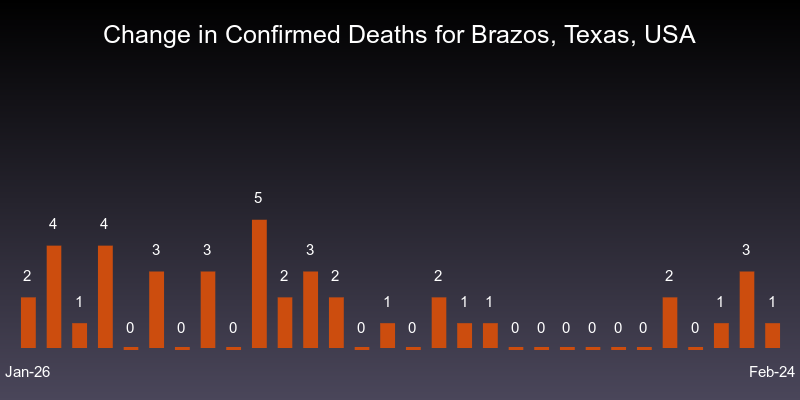 Change in Confirmed Deaths for Brazos, Texas, USA
2 4 1 4 0 3 0 3 0 5 2 3 2 0 1 0 2 1 1 0 0 0 0 0 0 2 0 1 3 1
Jan-26 Feb-24